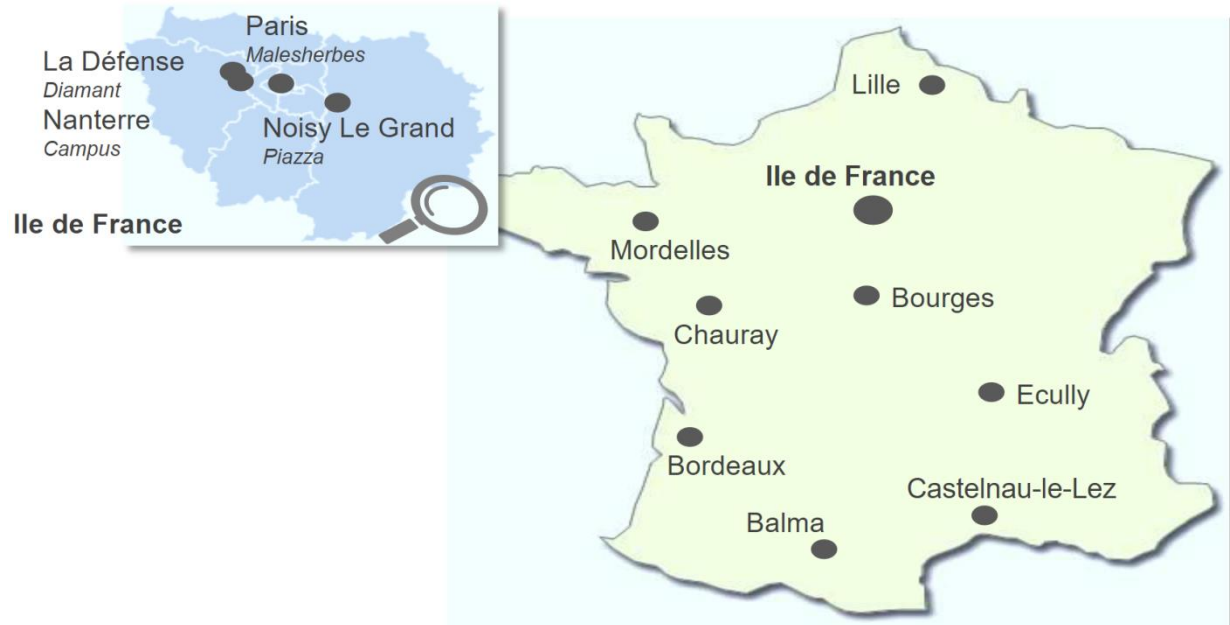 Paris
Malesherbes
La Défense
Diamant
Nanterre
Campus
Noisy Le Grand
Piazza
Ile de France
Lille
Ile de France
Mordelles
Bourges
Chauray
Ecully
Bordeaux
Castelnau-le-Lez
Balma